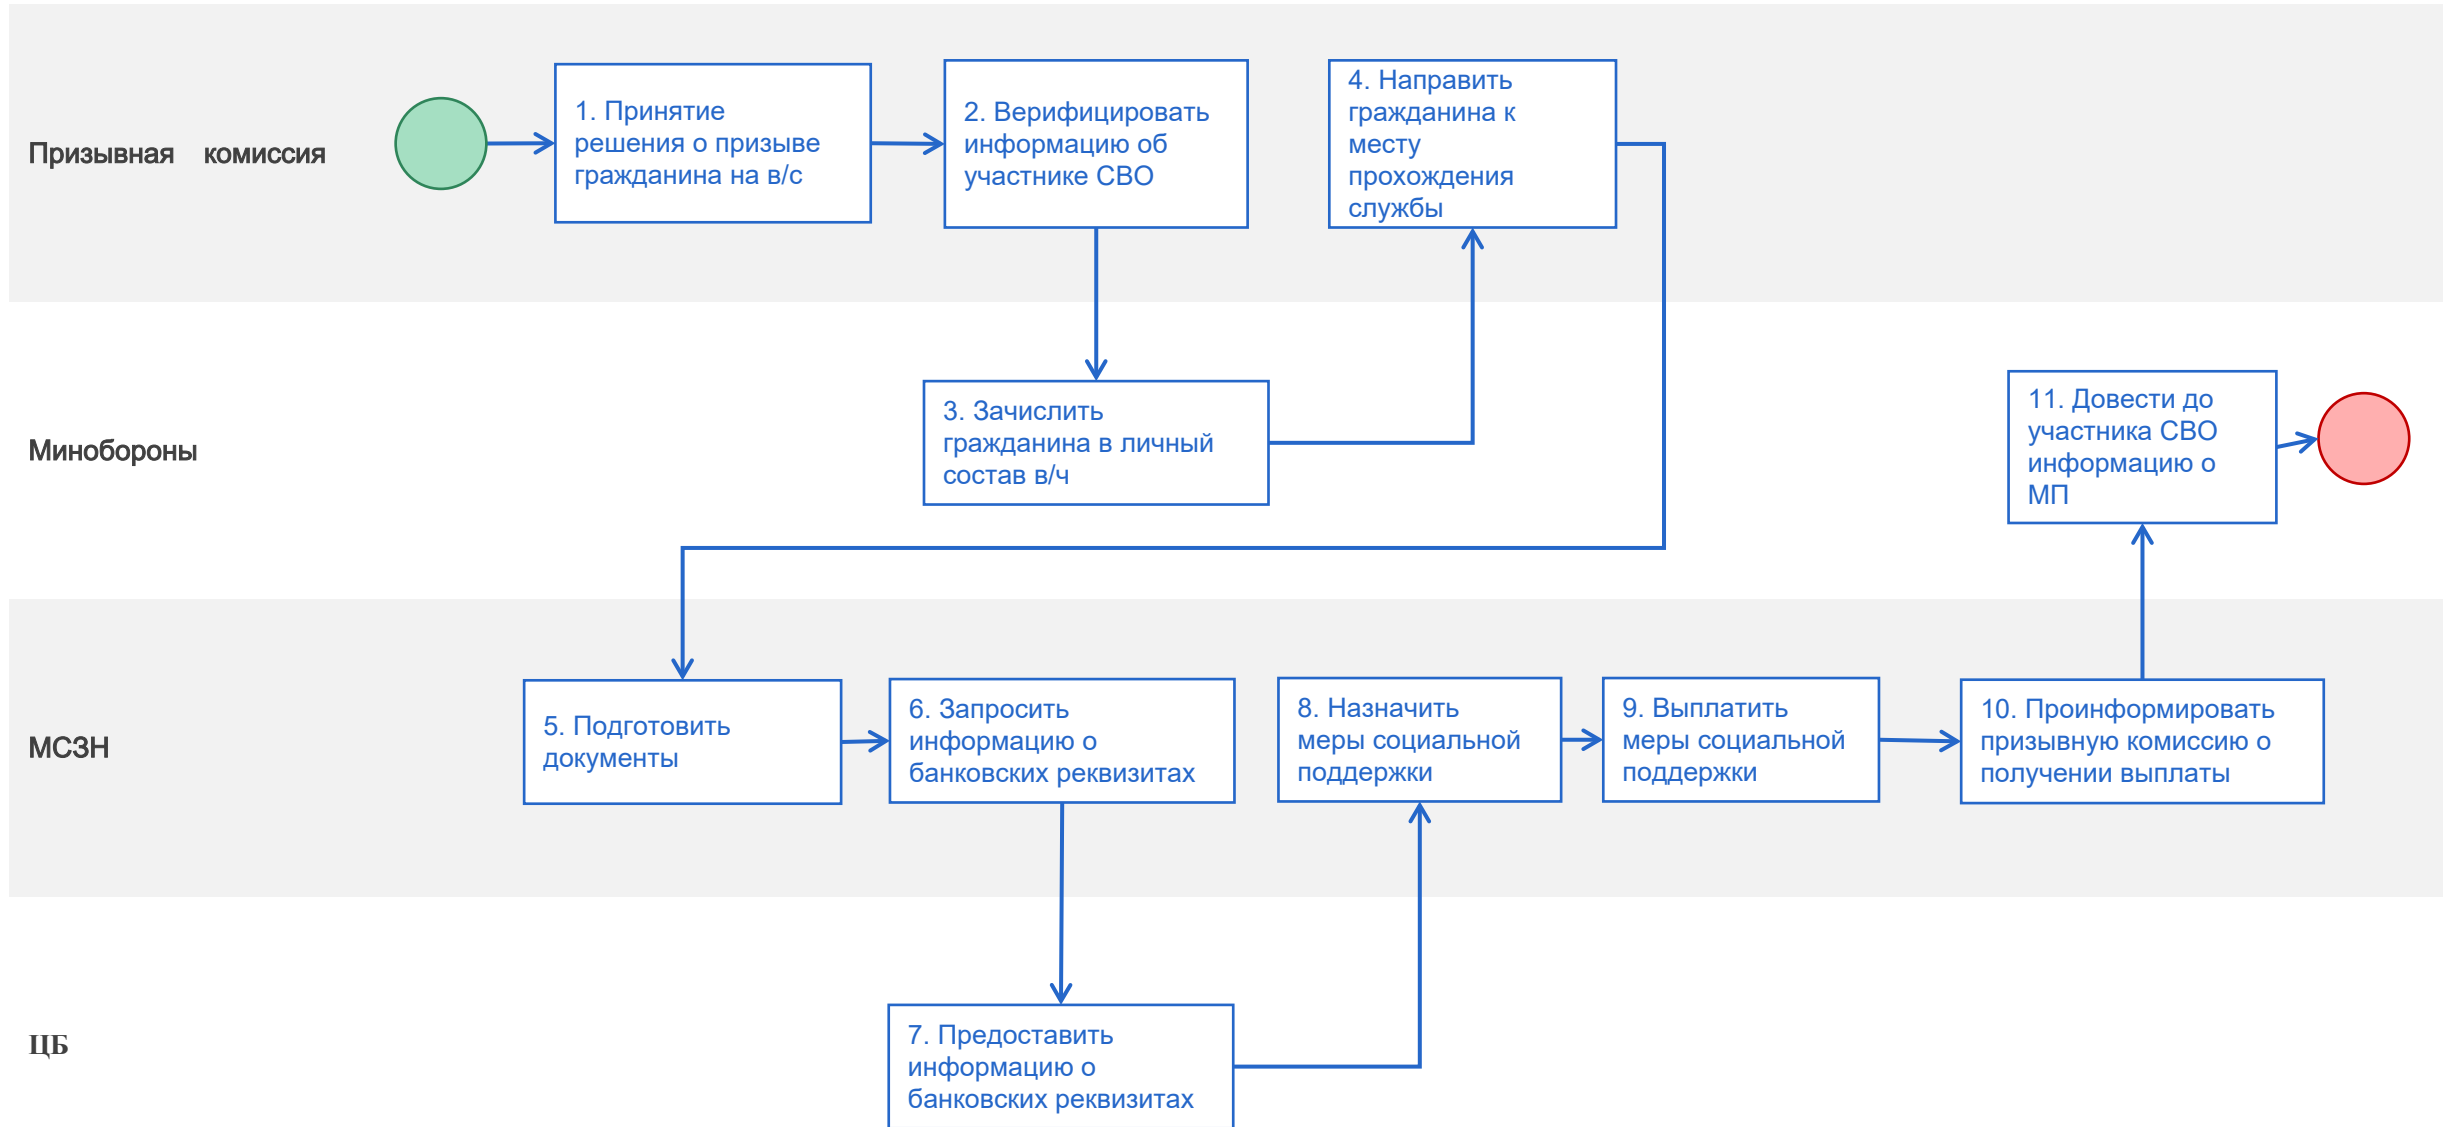 Призывная комиссия
1. Принятие
решения о призыве
гражданина на в/с
2. Верифицировать
информацию об
участнике СВО
4. Направить
гражданина к
месту
прохождения
службы
Минобороны
3. Зачислить
гражданина в личный
состав в/ч
11. Довести до
участника СВО
информацию о
МП
МСЗН
5. Подготовить
документы
6. Запросить
информацию о
банковских реквизитах
8. Назначить
меры социальной
поддержки
9. Выплатить
меры социальной
поддержки
10. Проинформировать
призывную комиссию о
получении выплаты
ЦБ
7. Предоставить
информацию о
банковских реквизитах